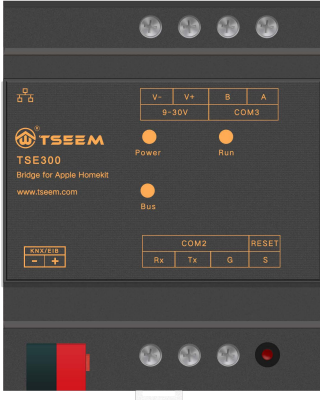 V- V+ B A
9-30V COM3
TSEEM
Power Run
TSE300
Bridge for Apple Homekit
www.tseem.com
Bus
COM2 RESET
KNX/EIB
Rx Tx G S
- +